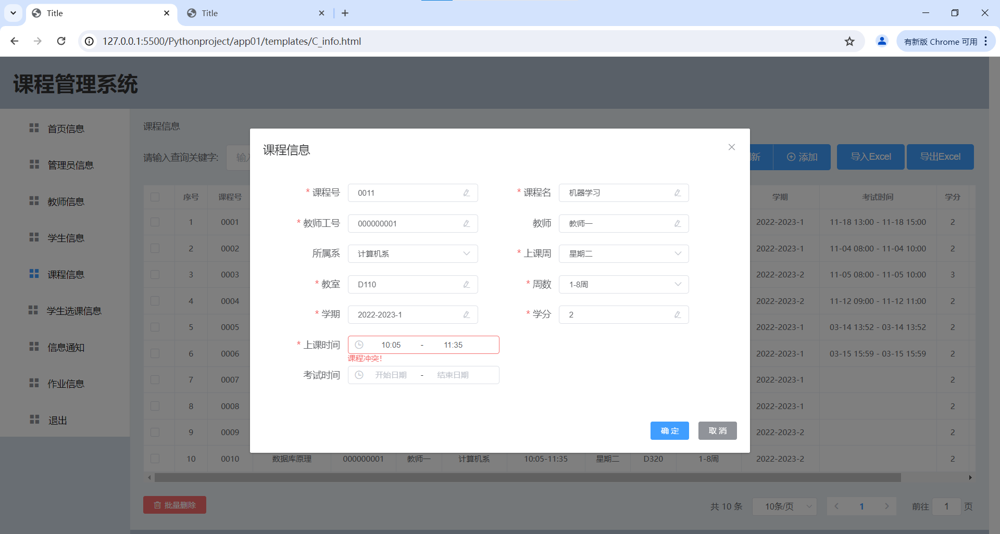 Title
Title
127.0.0.1:5500/Pythonproject/app01/templates/C_info.html
有新版 Chrome 可用
课程管理系统
首页信息
管理员信息
教师信息
学生信息
课程信息
学生选课信息
信息通知
作业信息
退出
课程信息
请输入查询关键字:
添加
导入Excel
导出Excel
序号 课程号 学期 考试时间 学分
1 0001 2022-2023-1 11-18 13:00 - 11-18 15:00 2
2 0002 2022-2023-1 11-04 08:00 - 11-04 10:00 2
3 0003 2022-2023-2 11-05 08:00 - 11-05 10:00 3
4 0004 2022-2023-2 11-12 09:00 - 11-12 11:00 2
5 0005 2022-2023-1 03-14 13:52 - 03-14 13:52 2
6 0006 2022-2023-1 03-15 15:59 - 03-15 15:59 2
7 0007 2022-2023-1 2
8 0008 2022-2023-1 2
9 0009 2022-2023-2 2
10 0010 数据库原理 000000001 教师一 计算机系 10:05-11:35 星期二 D320 1-8周 2022-2023-2 2
课程信息
* 课程号 0011
* 课程名 机器学习
* 教师工号 000000001
教师 教师一
所属系 计算机系
* 上课周 星期二
* 教室 D110
* 周数 1-8周
* 学期 2022-2023-1
* 学分 2
* 上课时间 10:05 - 11:35
课程冲突!
考试时间 开始日期 - 结束日期
确 定
取 消
批量删除
共 10 条
10条/页
1
前往 1 页